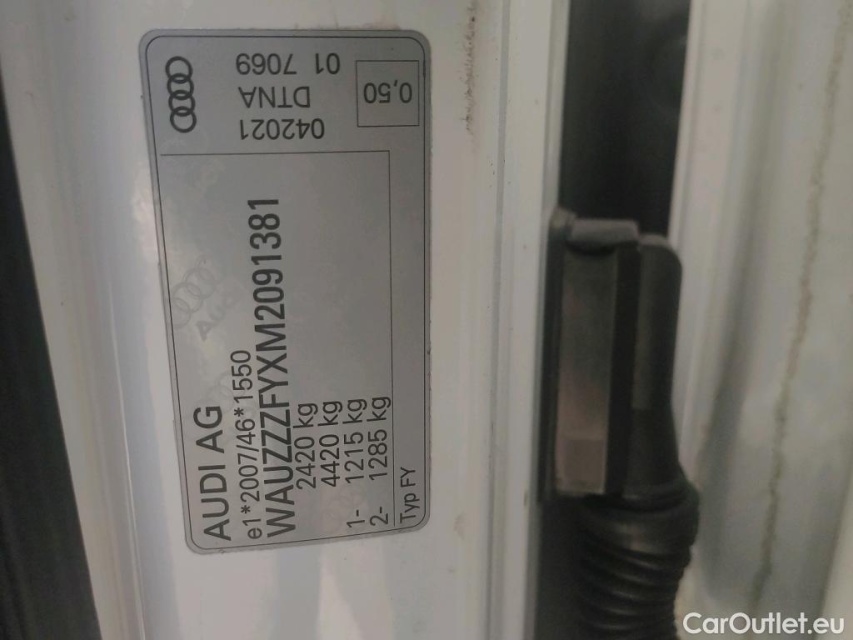 AUDI AG
e1*2007/46*1550
WAUZZZFYXM2091381
2420 kg
4420 kg
1- 1215 kg
2- 1285 kg
Typ FY
042021
DTNA
01 7069
0,50
CarOutlet.eu